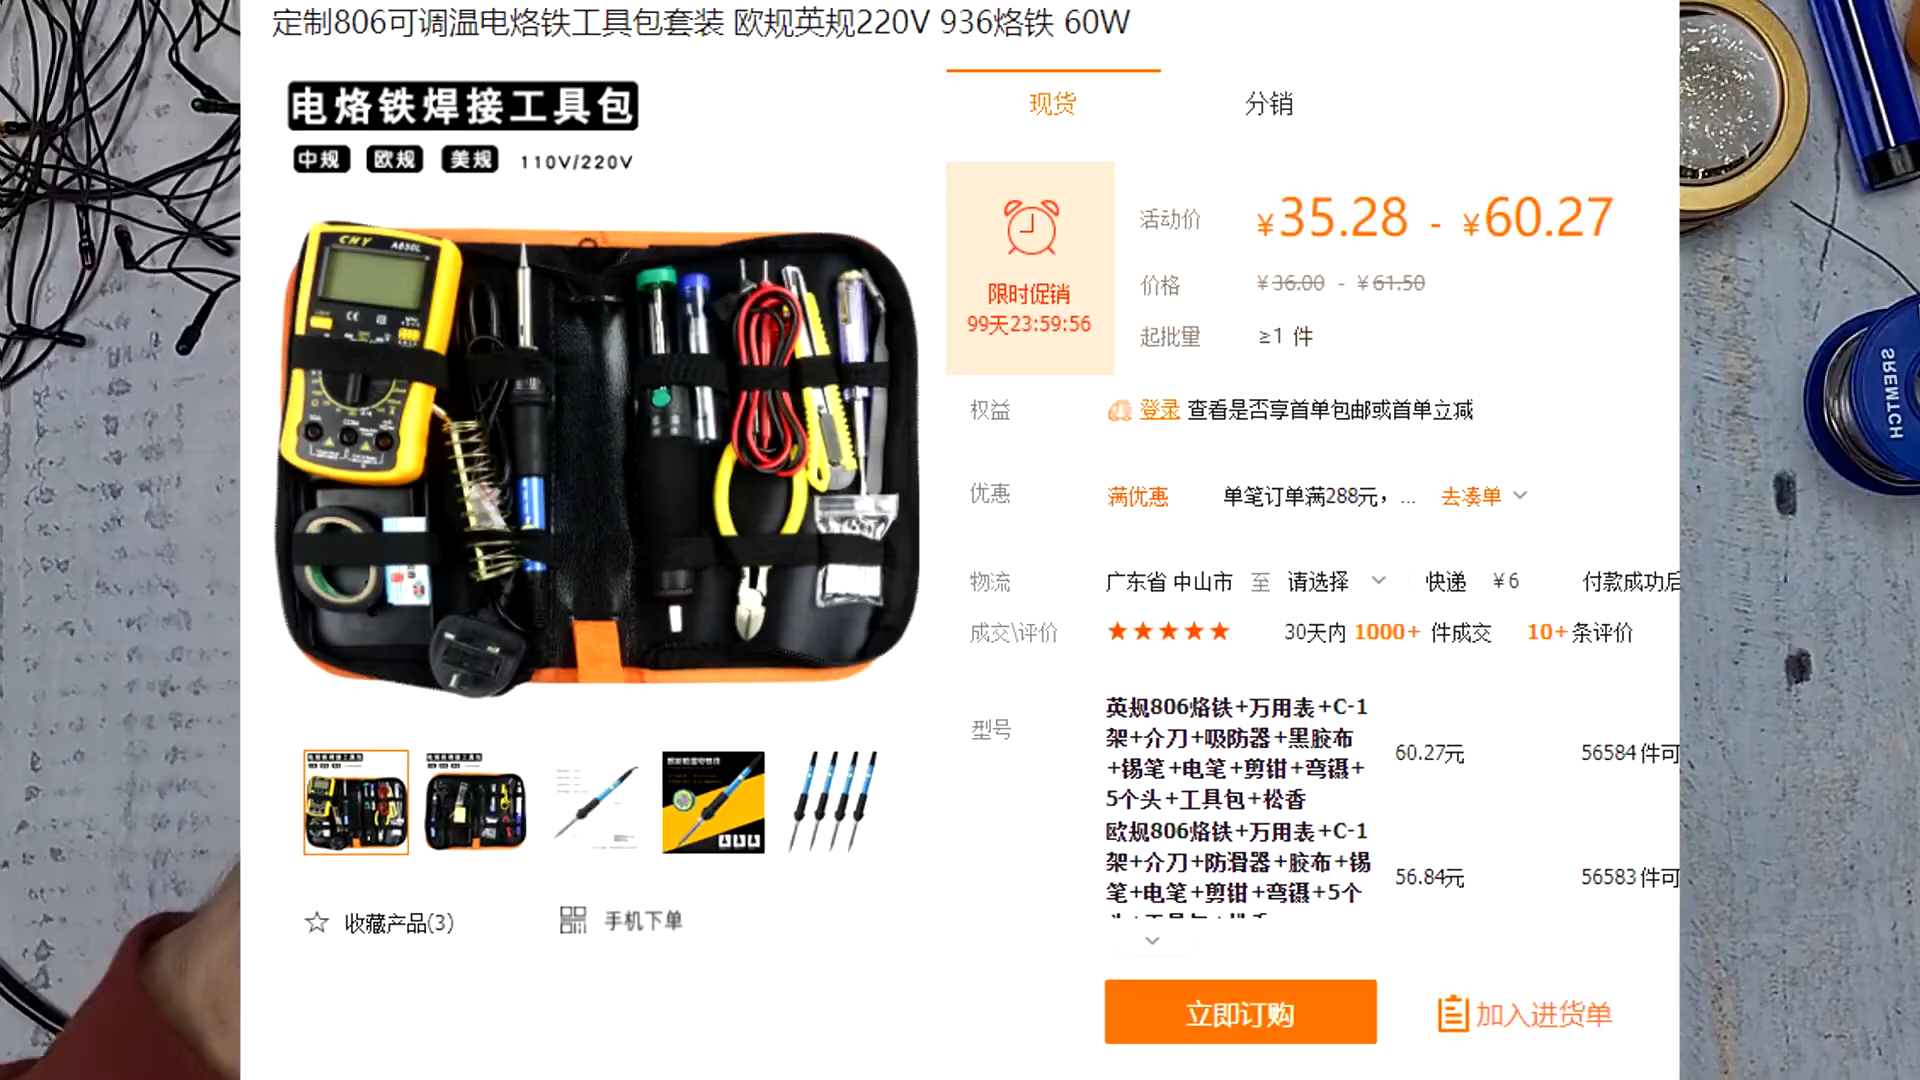 定制806可调温电烙铁工具包套装 欧规英规220V 936烙铁 60W
电烙铁焊接工具包
中规 欧规 美规 110V/220V
CHY A830L
COM
现货 分销
限时促销
99天23:59:56
活动价 ¥35.28 - ¥60.27
价格 ¥36.00 - ¥61.50
起批量 ≥1 件
权益 登录 查看是否享首单包邮或首单立减
优惠 满优惠 单笔订单满288元，... 去凑单
物流 广东省 中山市 至 请选择 快递 ¥6 付款成功后
成交\评价 30天内 1000+ 件成交 10+条评价
型号
英规806烙铁+万用表+C-1
架+介刀+吸防器+黑胶布
+锡笔+电笔+剪钳+弯镊+
5个头+工具包+松香
60.27元 56584件可
欧规806烙铁+万用表+C-1
架+介刀+防滑器+胶布+锡
笔+电笔+剪钳+弯镊+5个
56.84元 56583件可
收藏产品(3) 手机下单
立即订购 加入进货单